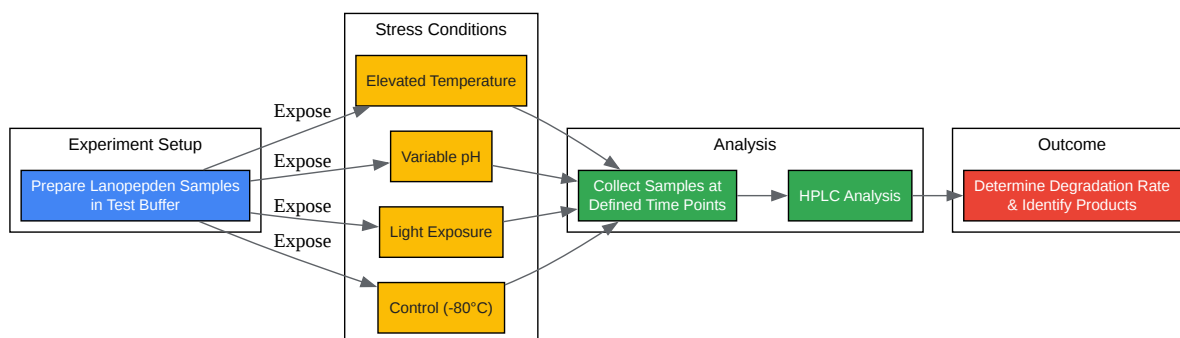 Stress Conditions
Elevated Temperature
Expose
Experiment Setup
Analysis
Outcome
Expose
Variable pH
Prepare Lanopepden Samples
in Test Buffer
Collect Samples at
Defined Time Points
HPLC Analysis
Determine Degradation Rate
& Identify Products
Expose
Light Exposure
Expose
Control (-80°C)